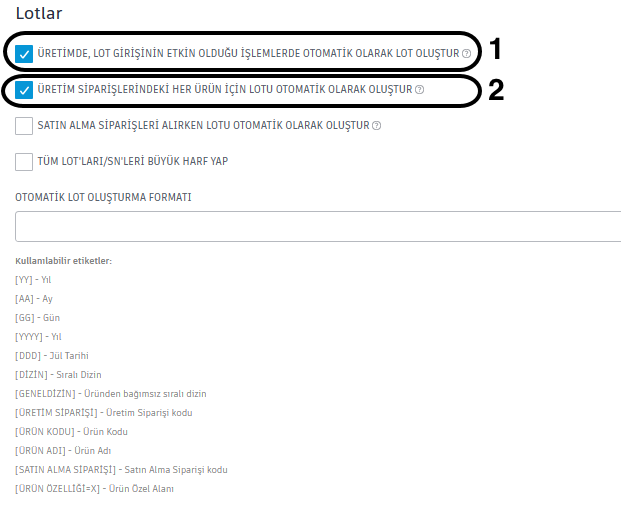 Lotlar
ÜRETİMDE, LOT GİRİŞİNİN ETKİN OLDUĞU İŞLEMLERDE OTOMATİK OLARAK LOT OLUŞTUR ? 1
ÜRETİM SİPARİŞLERİNDEKİ HER ÜRÜN İÇİN LOTU OTOMATİK OLARAK OLUŞTUR ? 2
SATIN ALMA SİPARİŞLERİ ALIRKEN LOTU OTOMATİK OLARAK OLUŞTUR ?
TÜM LOT'LARI/SN'LERİ BÜYÜK HARF YAP
OTOMATİK LOT OLUŞTURMA FORMATI
Kullanılabilir etiketler:
[YY] - Yıl
[AA] - Ay
[GG] - Gün
[YYYY] - Yıl
[DDD] - Jül Tarihi
[DİZİN] - Sıralı Dizin
[GENELDİZİN] - Üründen bağımsız sıralı dizin
[ÜRETİM SİPARİŞİ] - Üretim Siparişi kodu
[ÜRÜN KODU] - Ürün Kodu
[ÜRÜN ADI] - Ürün Adı
[SATIN ALMA SİPARİŞİ] - Satın Alma Siparişi kodu
[ÜRÜN ÖZELLİĞİ=X] - Ürün Özel Alanı